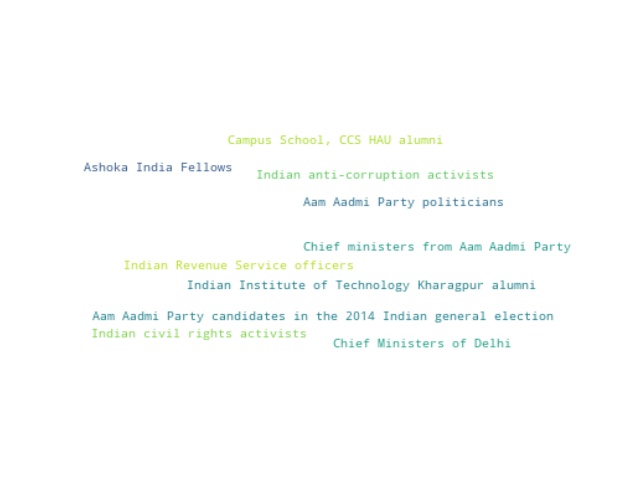 Campus School, CCS HAU alumni
Ashoka India Fellows
Indian anti-corruption activists
Aam Aadmi Party politicians
Chief ministers from Aam Aadmi Party
Indian Revenue Service officers
Indian Institute of Technology Kharagpur alumni
Aam Aadmi Party candidates in the 2014 Indian general election
Indian civil rights activists
Chief Ministers of Delhi